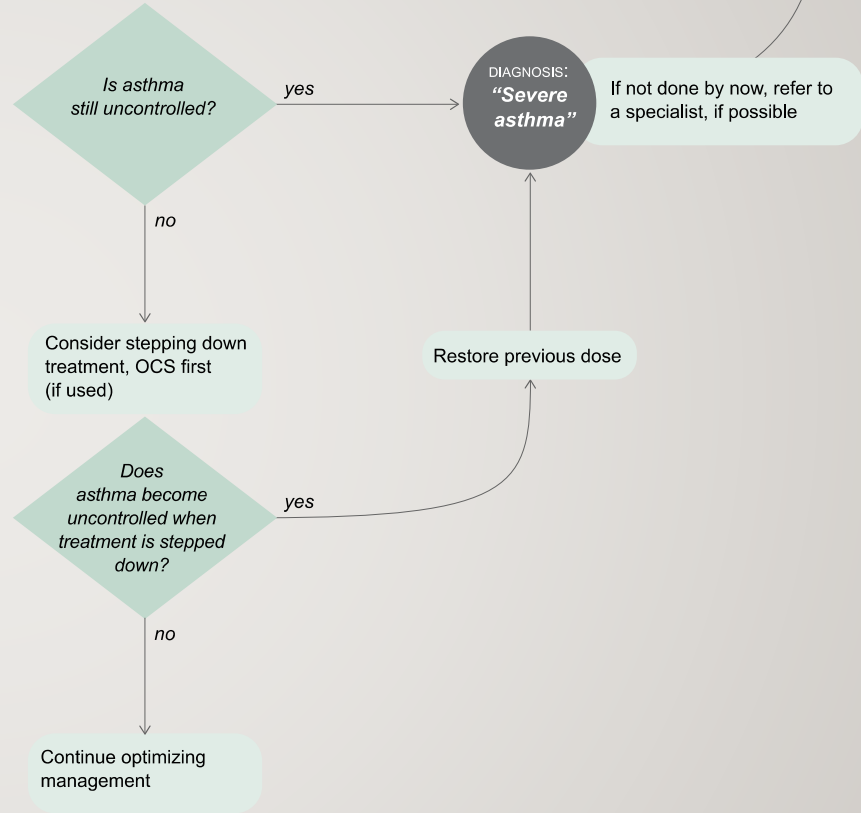 Is asthma
still uncontrolled?
yes
DIAGNOSIS:
“Severe
asthma”
If not done by now, refer to
a specialist, if possible
no
Consider stepping down
treatment, OCS first
(if used)
Restore previous dose
Does
asthma become
uncontrolled when
treatment is stepped
down?
yes
no
Continue optimizing
management